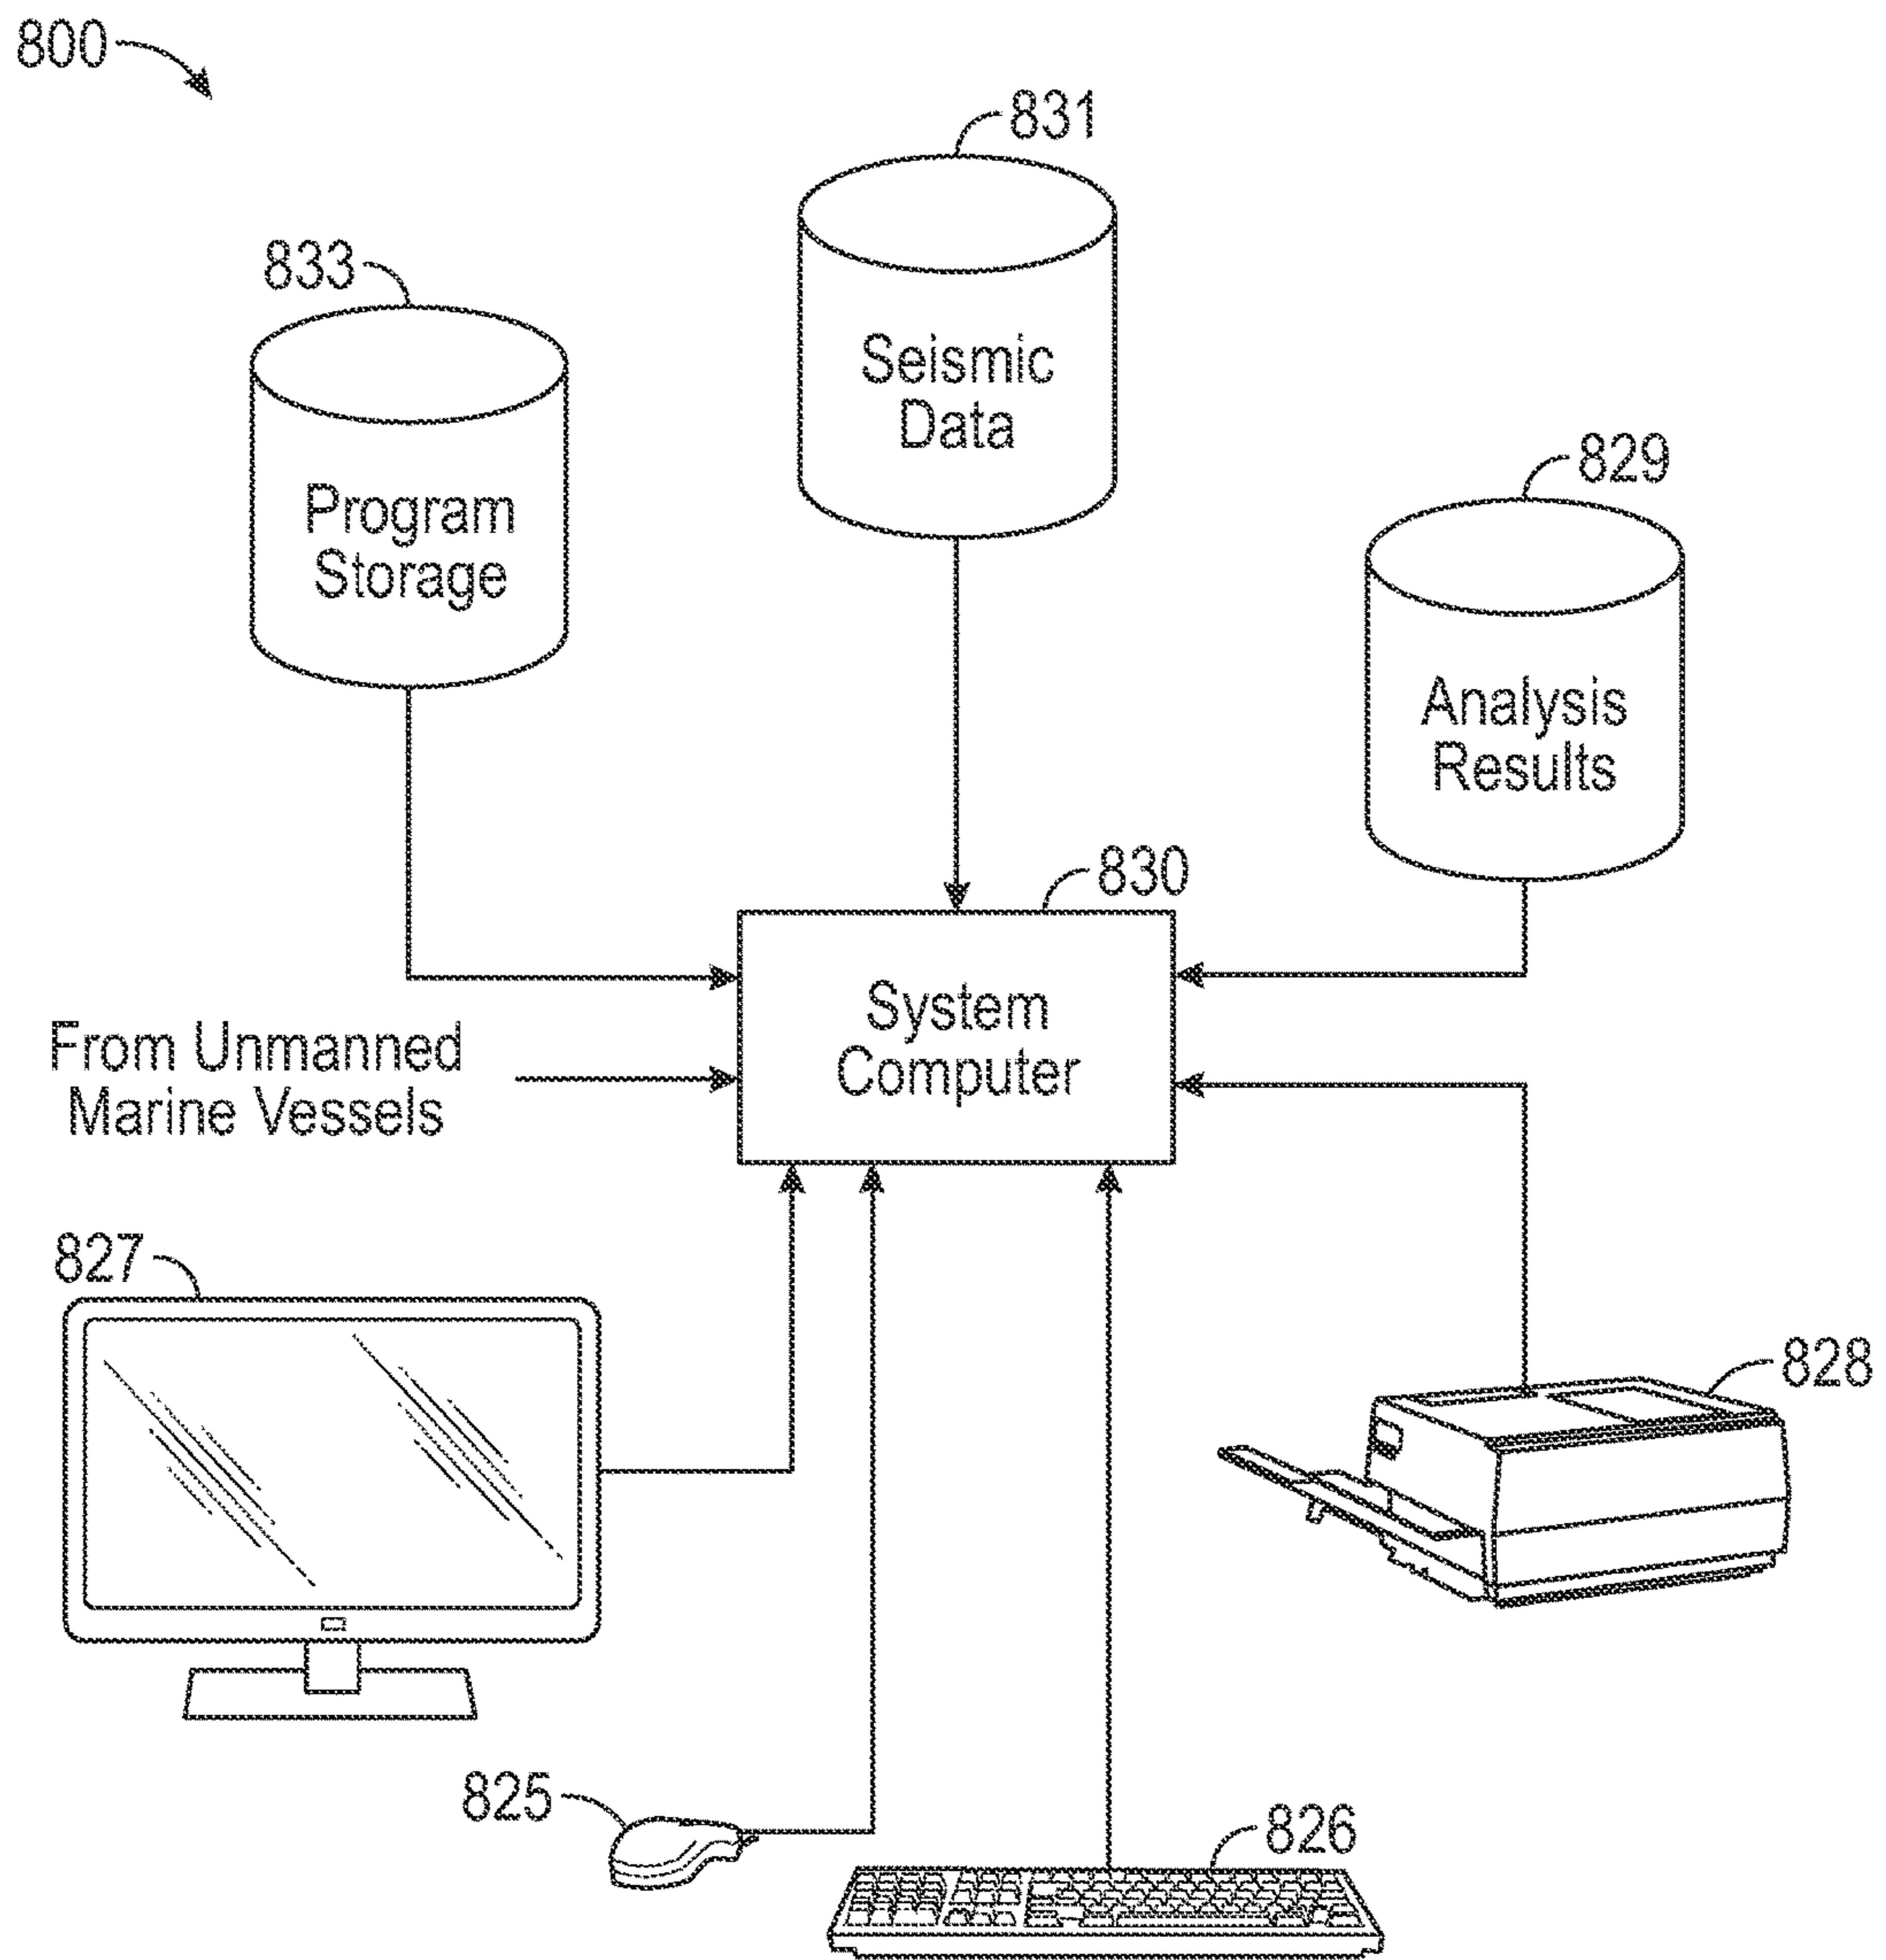 800
831
833
Seismic
Data
829
Program
Storage
Analysis
Results
830
System
Computer
From Unmanned
Marine Vessels
827
828
825
826